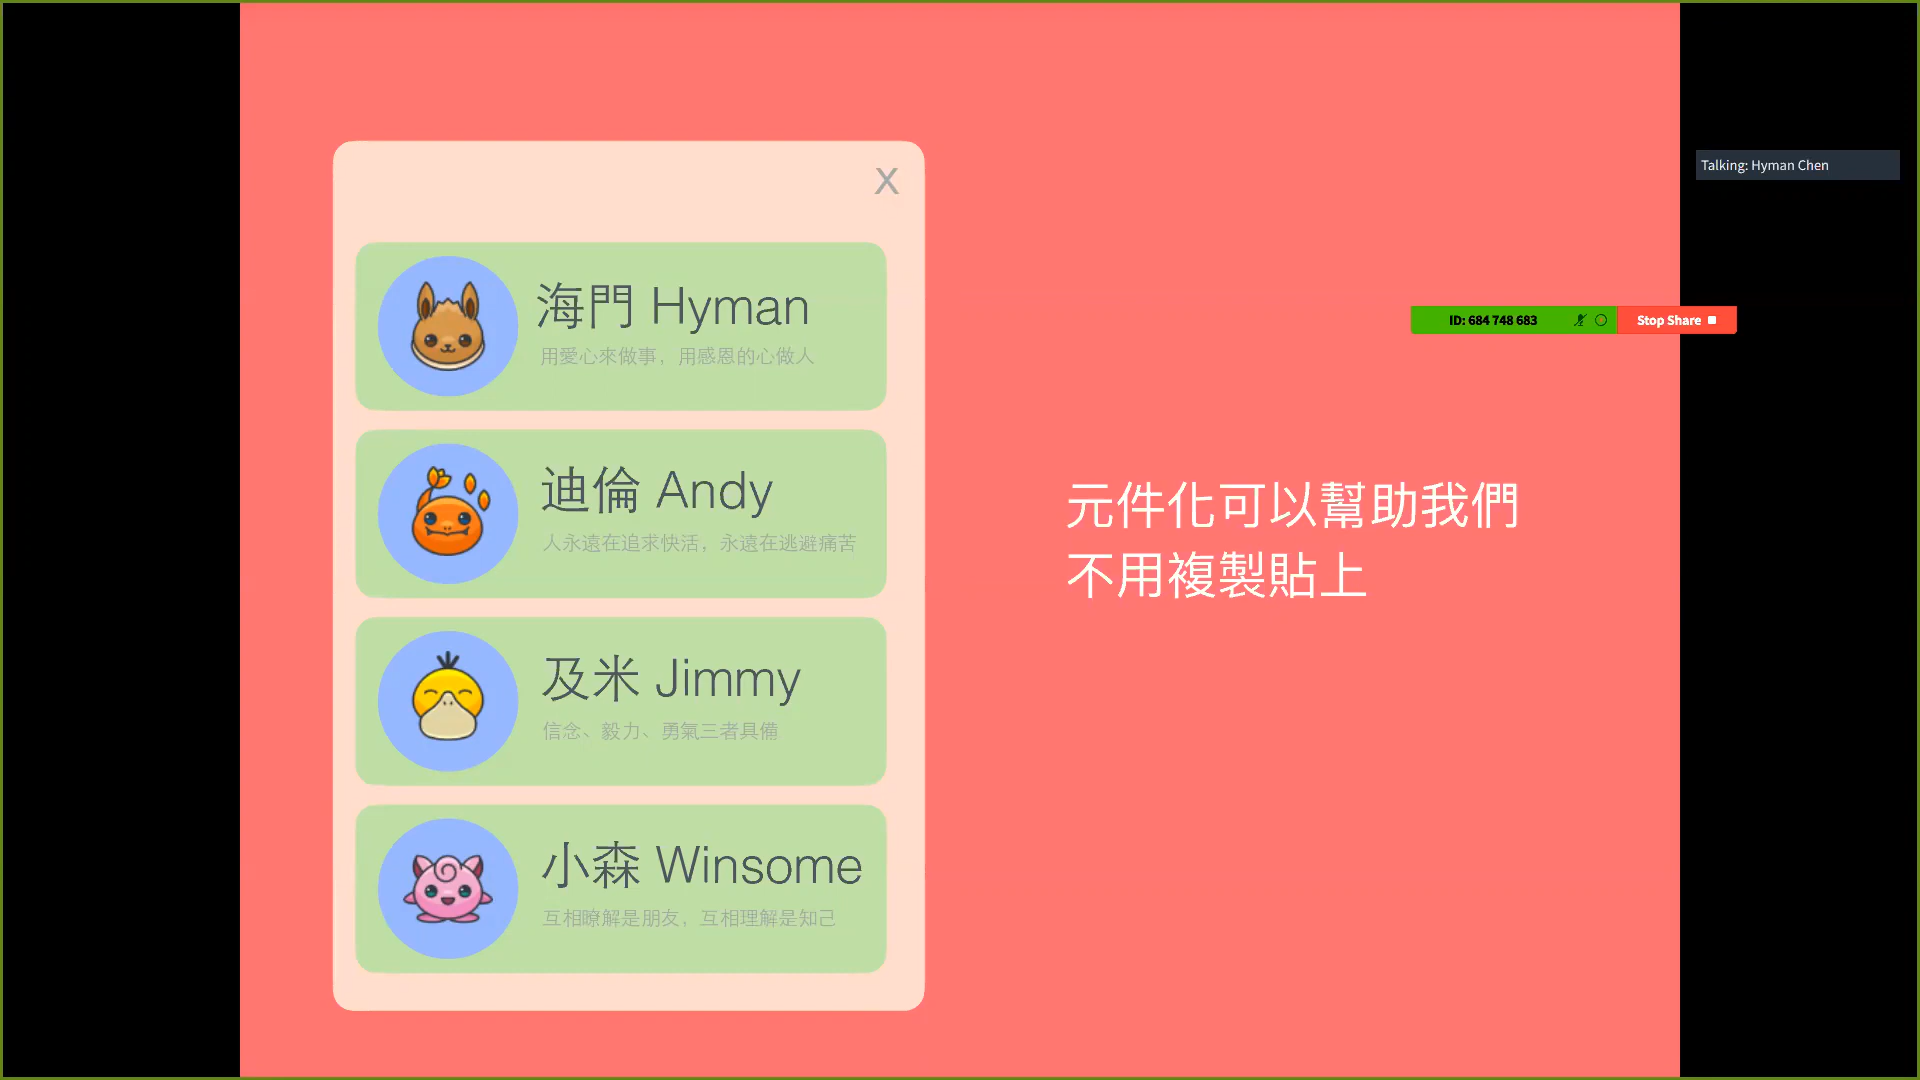 X
海門 Hyman
用愛心來做事，用感恩的心做人
迪倫 Andy
人永遠在追求快活，永遠在逃避痛苦
及米 Jimmy
信念、毅力、勇氣三者具備
小森 Winsome
互相瞭解是朋友，互相理解是知己
元件化可以幫助我們
不用複製貼上
Talking: Hyman Chen
ID: 684 748 683
Stop Share